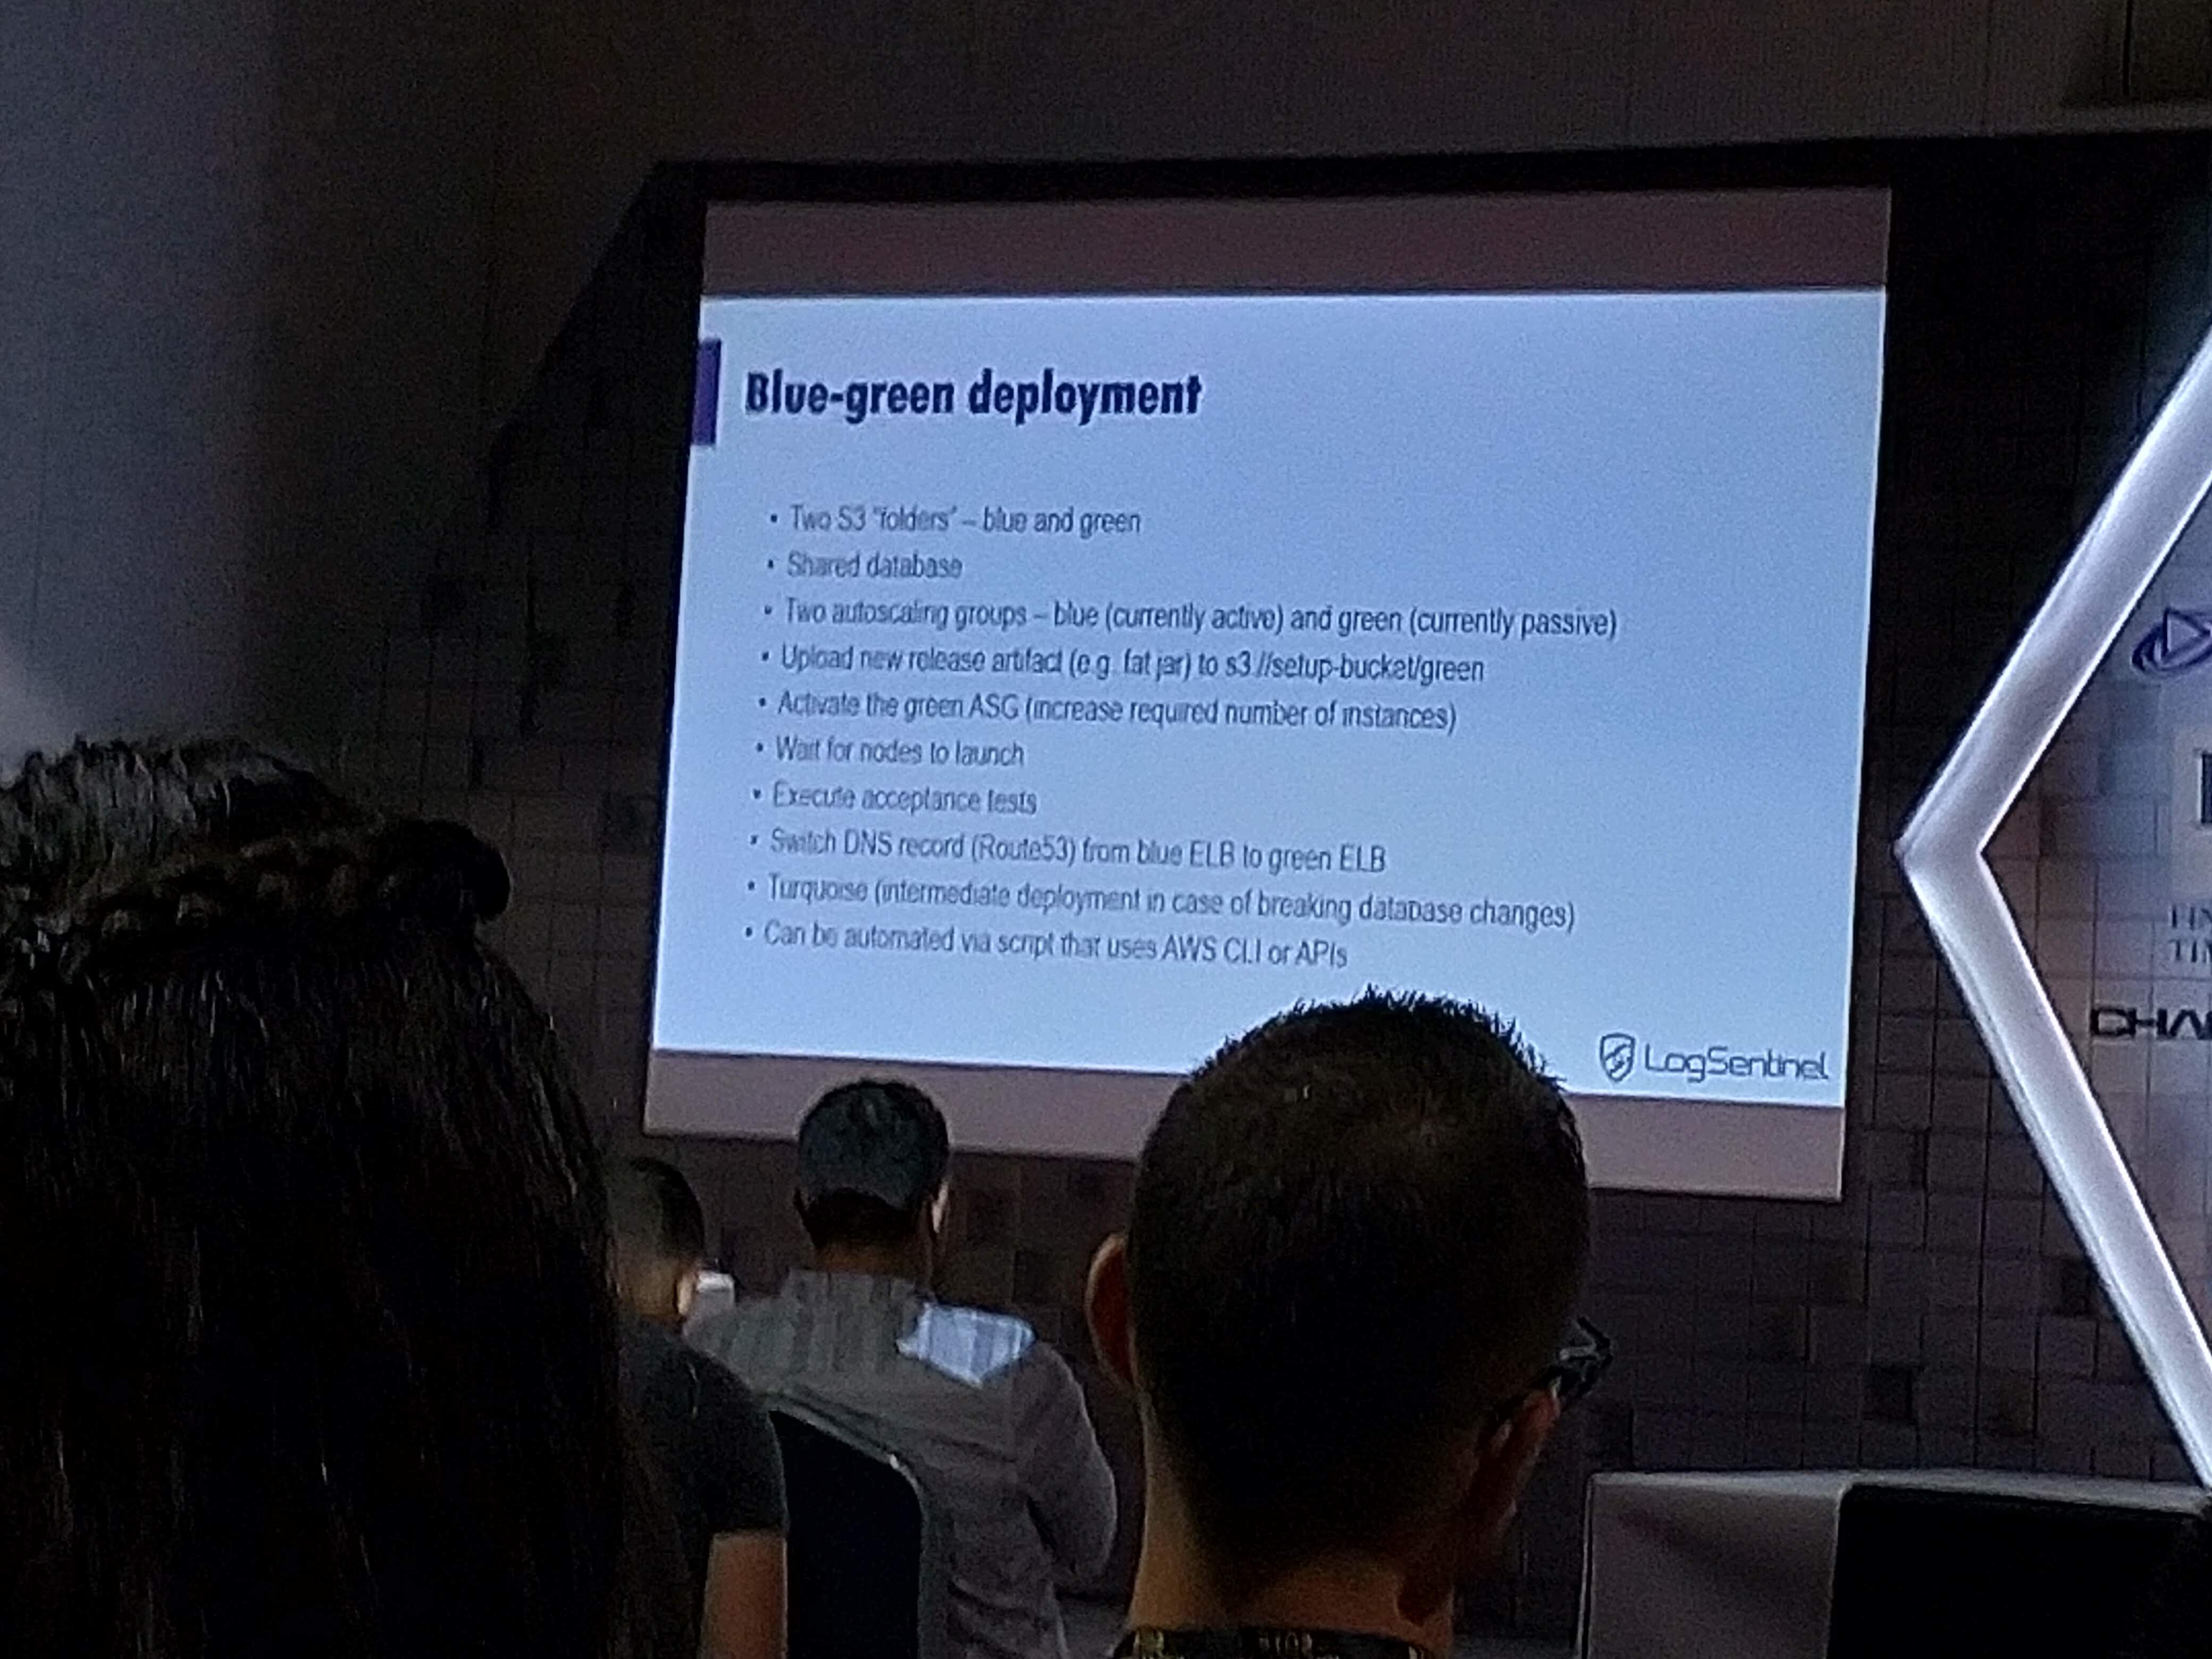 Blue-green deployment
• Two S3 "folders" – blue and green
• Shared database
• Two autoscaling groups – blue (currently active) and green (currently passive)
• Upload new release artifact (e.g. fat jar) to s3://setup-bucket/green
• Activate the green ASG (increase required number of instances)
• Wait for nodes to launch
• Execute acceptance tests
• Switch DNS record (Route53) from blue ELB to green ELB
• Turquoise (intermediate deployment in case of breaking database changes)
• Can be automated via script that uses AWS CLI or APIs
LogSentinel
CHA